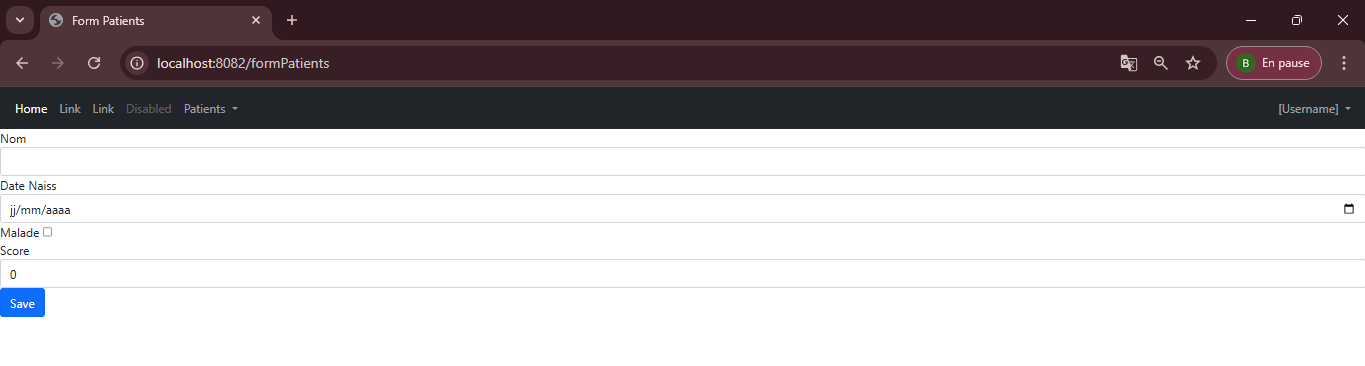 Form Patients
localhost:8082/formPatients
B En pause
Home Link Link Disabled Patients [Username]
Nom
Date Naiss
jj/mm/aaaa
Malade
Score
0
Save